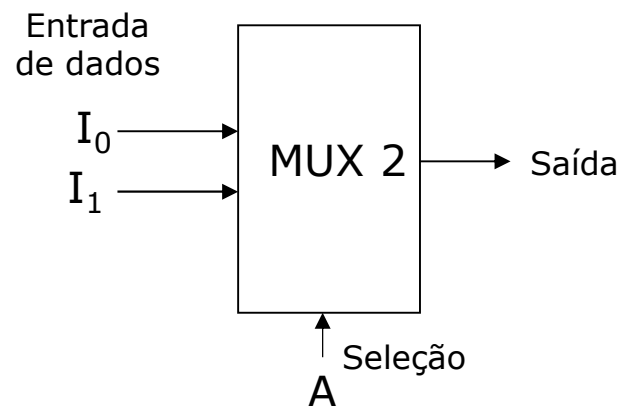 Entrada
de dados
I₀
I₁
MUX 2
Saída
Seleção
A